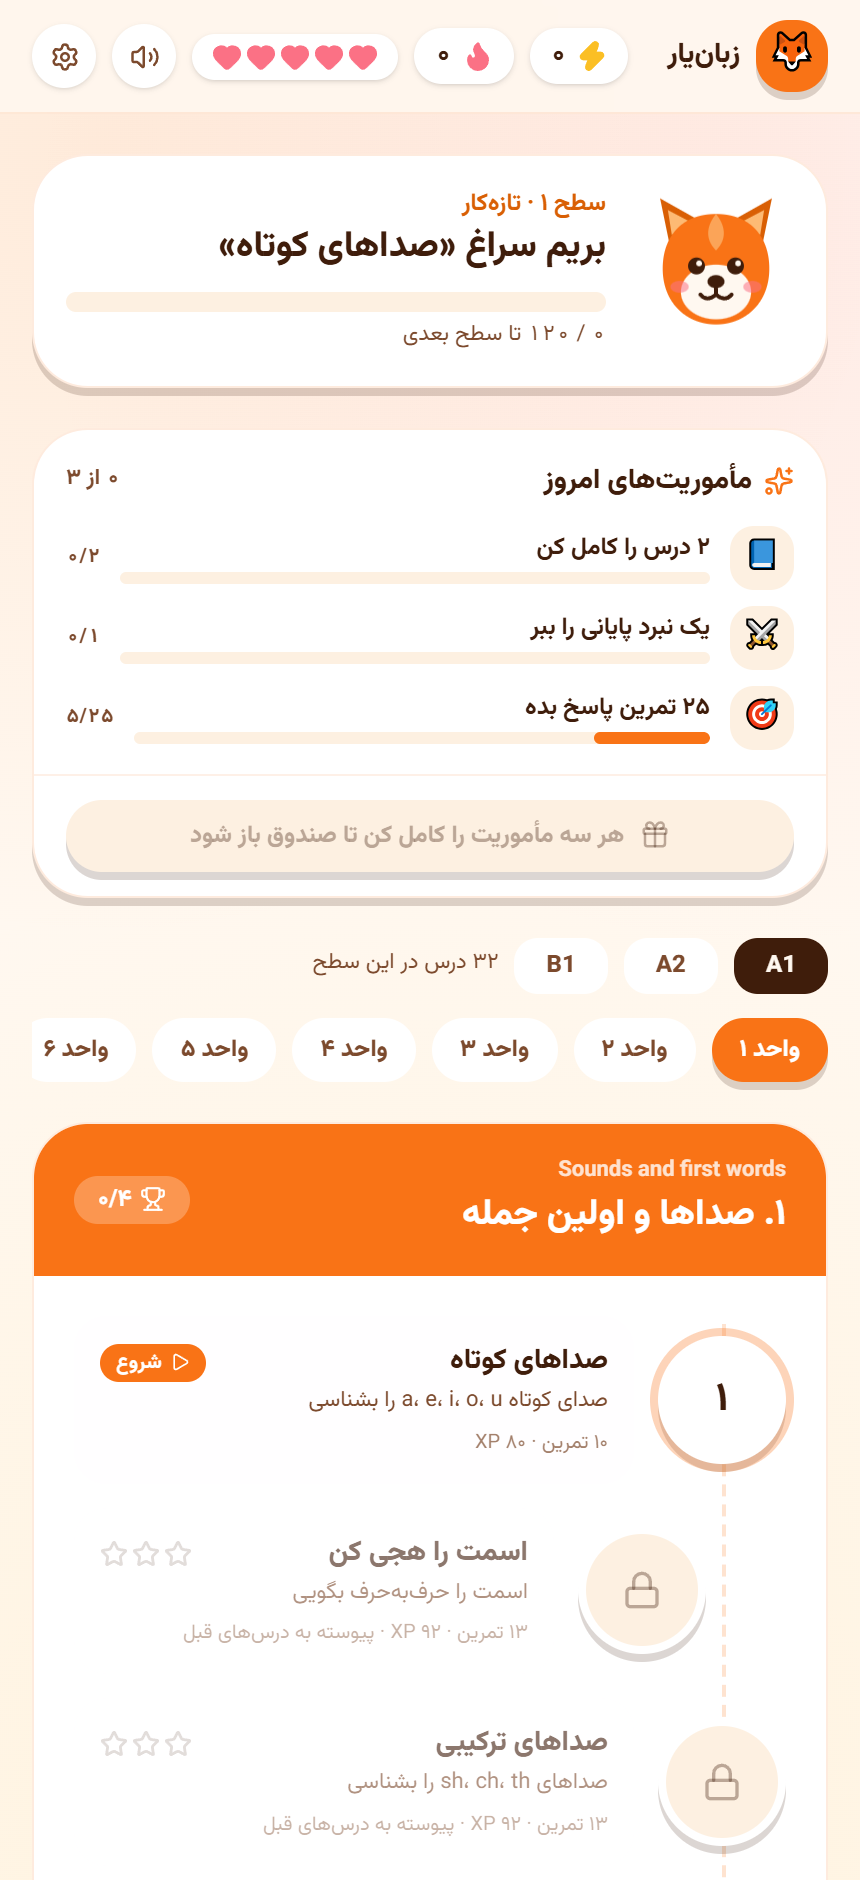 زبان‌یار
۰
۰
سطح ۱ · تازه‌کار
بریم سراغ «صداهای کوتاه»
۰ / ۱۲۰ تا سطح بعدی
مأموریت‌های امروز
۰ از ۳
۲ درس را کامل کن
۰/۲
یک نبرد پایانی را ببر
۰/۱
۲۵ تمرین پاسخ بده
۵/۲۵
هر سه مأموریت را کامل کن تا صندوق باز شود
A1
A2
B1
۳۲ درس در این سطح
واحد ۱
واحد ۲
واحد ۳
واحد ۴
واحد ۵
واحد ۶
Sounds and first words
۱. صداها و اولین جمله
۰/۴
۱
صداهای کوتاه
شروع
صدای کوتاه a، e، i، o، u را بشناسی
۱۰ تمرین · ۸۰ XP
اسمت را هجی کن
اسمت را حرف‌به‌حرف بگویی
۱۳ تمرین · ۹۲ XP · پیوسته به درس‌های قبل
صداهای ترکیبی
صداهای sh، ch، th را بشناسی
۱۳ تمرین · ۹۲ XP · پیوسته به درس‌های قبل